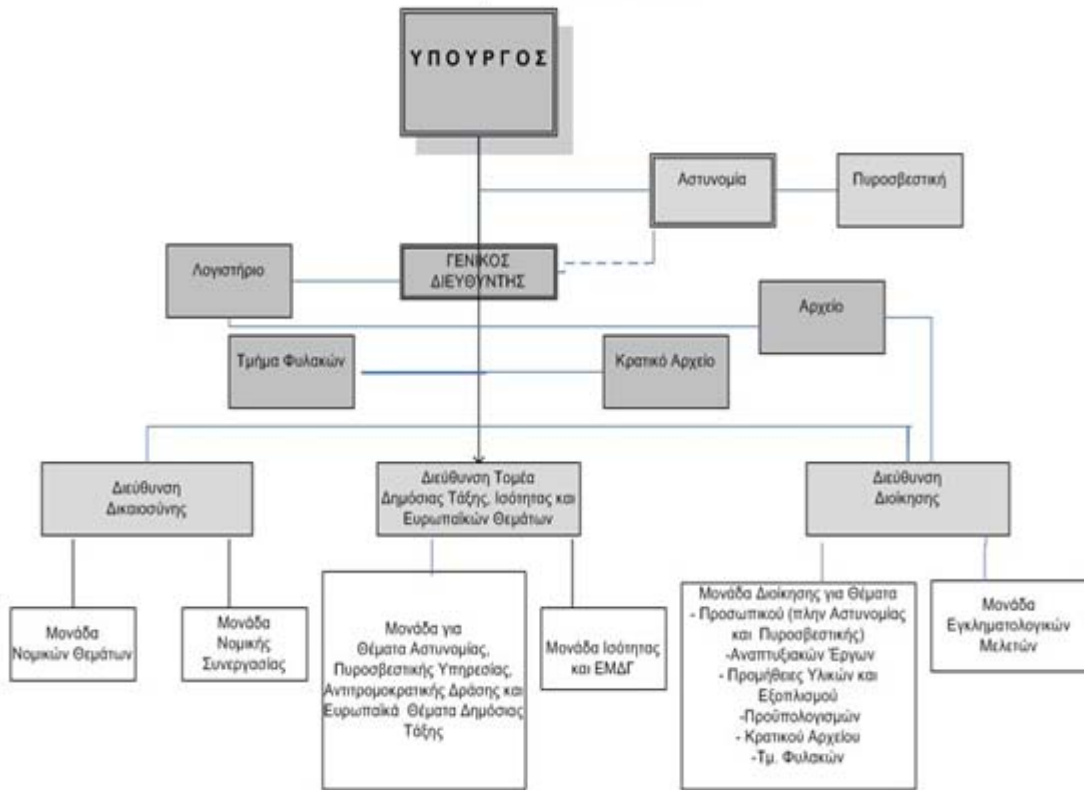 ΥΠΟΥΡΓΟΣ
Αστυνομία
Πυροσβεστική
Λογιστήριο
ΓΕΝΙΚΟΣ
ΔΙΕΥΘΥΝΤΗΣ
Αρχείο
Τμήμα Φυλακών
Κρατικό Αρχείο
Διεύθυνση
Δικαιοσύνης
Διεύθυνση Τομέα
Δημόσιας Τάξης, Ισότητας και
Ευρωπαϊκών Θεμάτων
Διεύθυνση
Διοίκησης
Μονάδα
Νομικών Θεμάτων
Μονάδα
Νομικής
Συνεργασίας
Μονάδα για
Θέματα Αστυνομίας,
Πυροσβεστικής Υπηρεσίας,
Αντιτρομοκρατικής Δράσης και
Ευρωπαϊκά Θέματα Δημόσιας
Τάξης
Μονάδα Ισότητας
και ΕΜΔΓ
Μονάδα Διοίκησης για Θέματα
- Προσωπικού (πλην Αστυνομίας
και Πυροσβεστικής)
-Αναπτυξιακών Έργων
- Προμήθειες Υλικών και
Εξοπλισμού
-Προϋπολογισμών
- Κρατικού Αρχείου
-Τμ. Φυλακών
Μονάδα
Εγκληματολογικών
Μελετών